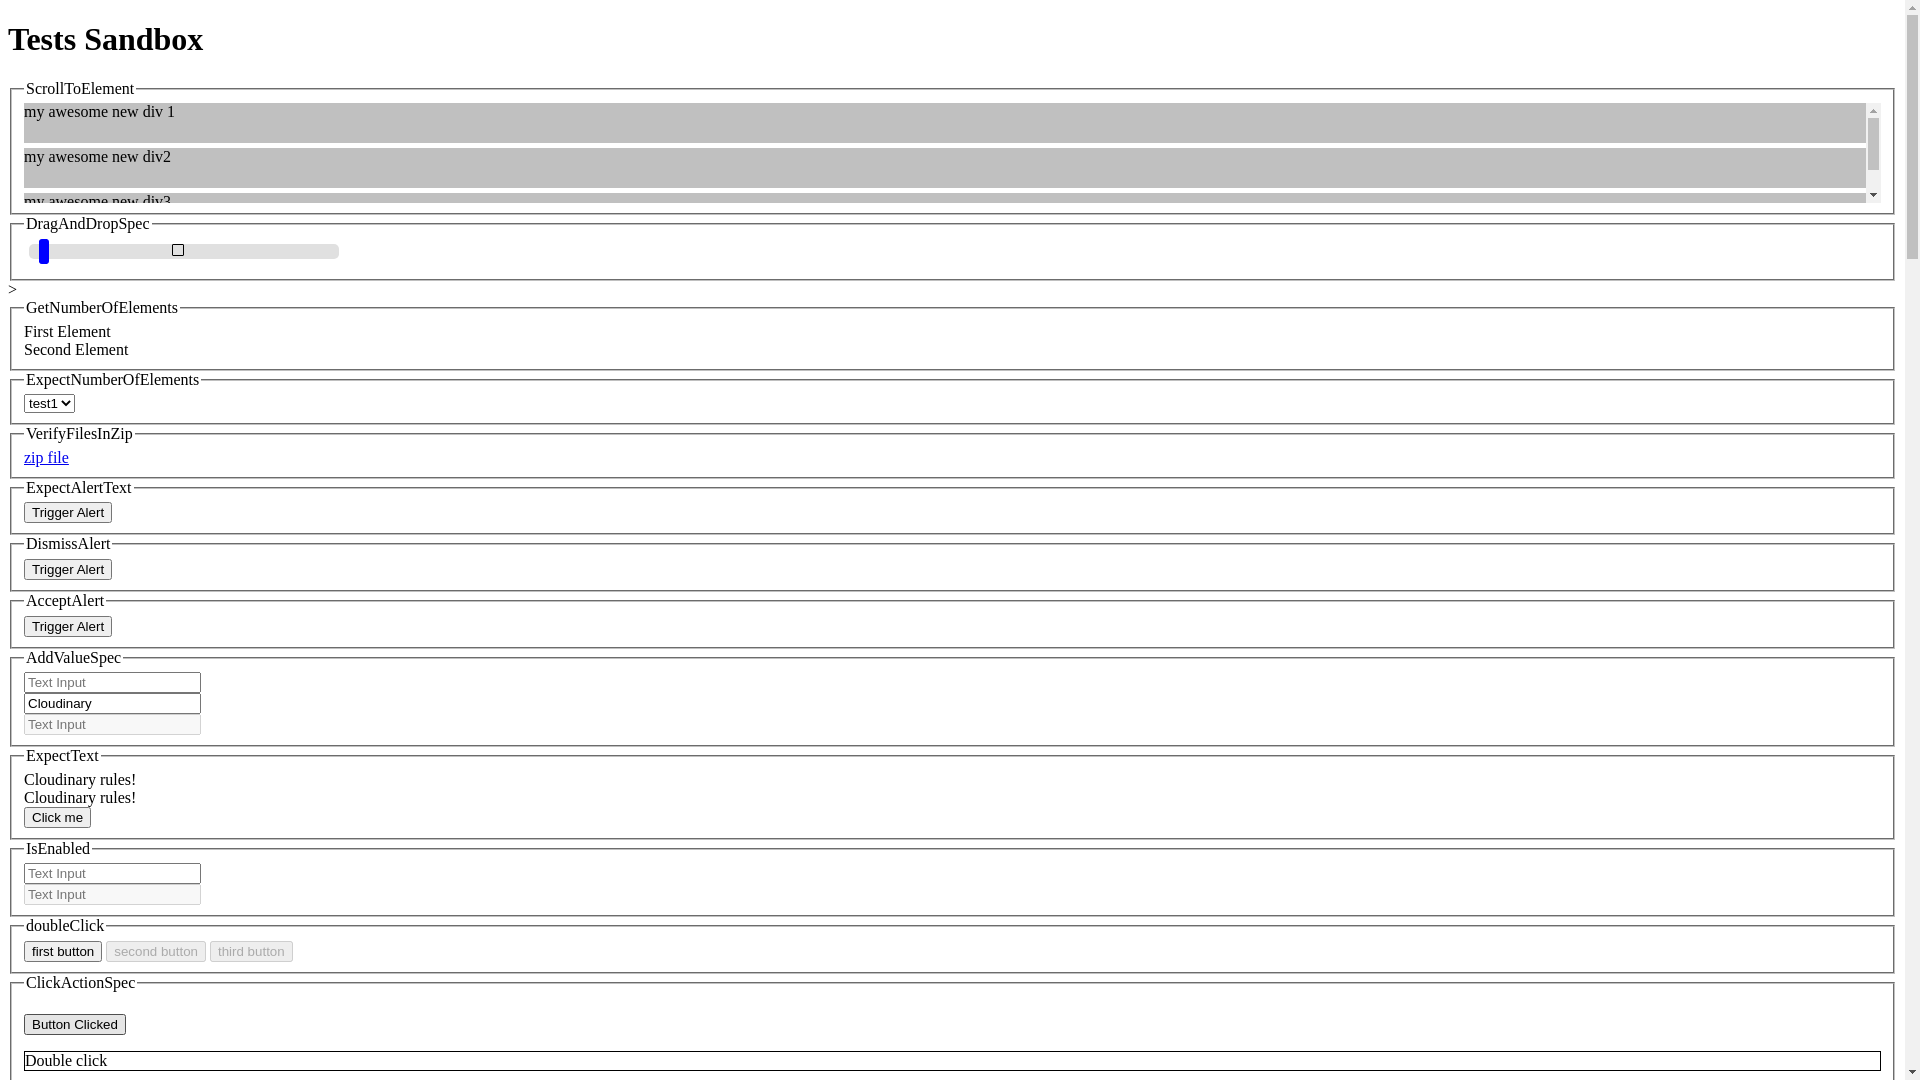 Tests Sandbox
ScrollToElement
my awesome new div 1
my awesome new div2
my awesome new div3
DragAndDropSpec
>
GetNumberOfElements
First Element
Second Element
ExpectNumberOfElements
test1
VerifyFilesInZip
zip file
ExpectAlertText
Trigger Alert
DismissAlert
Trigger Alert
AcceptAlert
Trigger Alert
AddValueSpec
Text Input
Cloudinary
Text Input
ExpectText
Cloudinary rules!
Cloudinary rules!
Click me
IsEnabled
Text Input
Text Input
doubleClick
first button second button third button
ClickActionSpec
Button Clicked
Double click